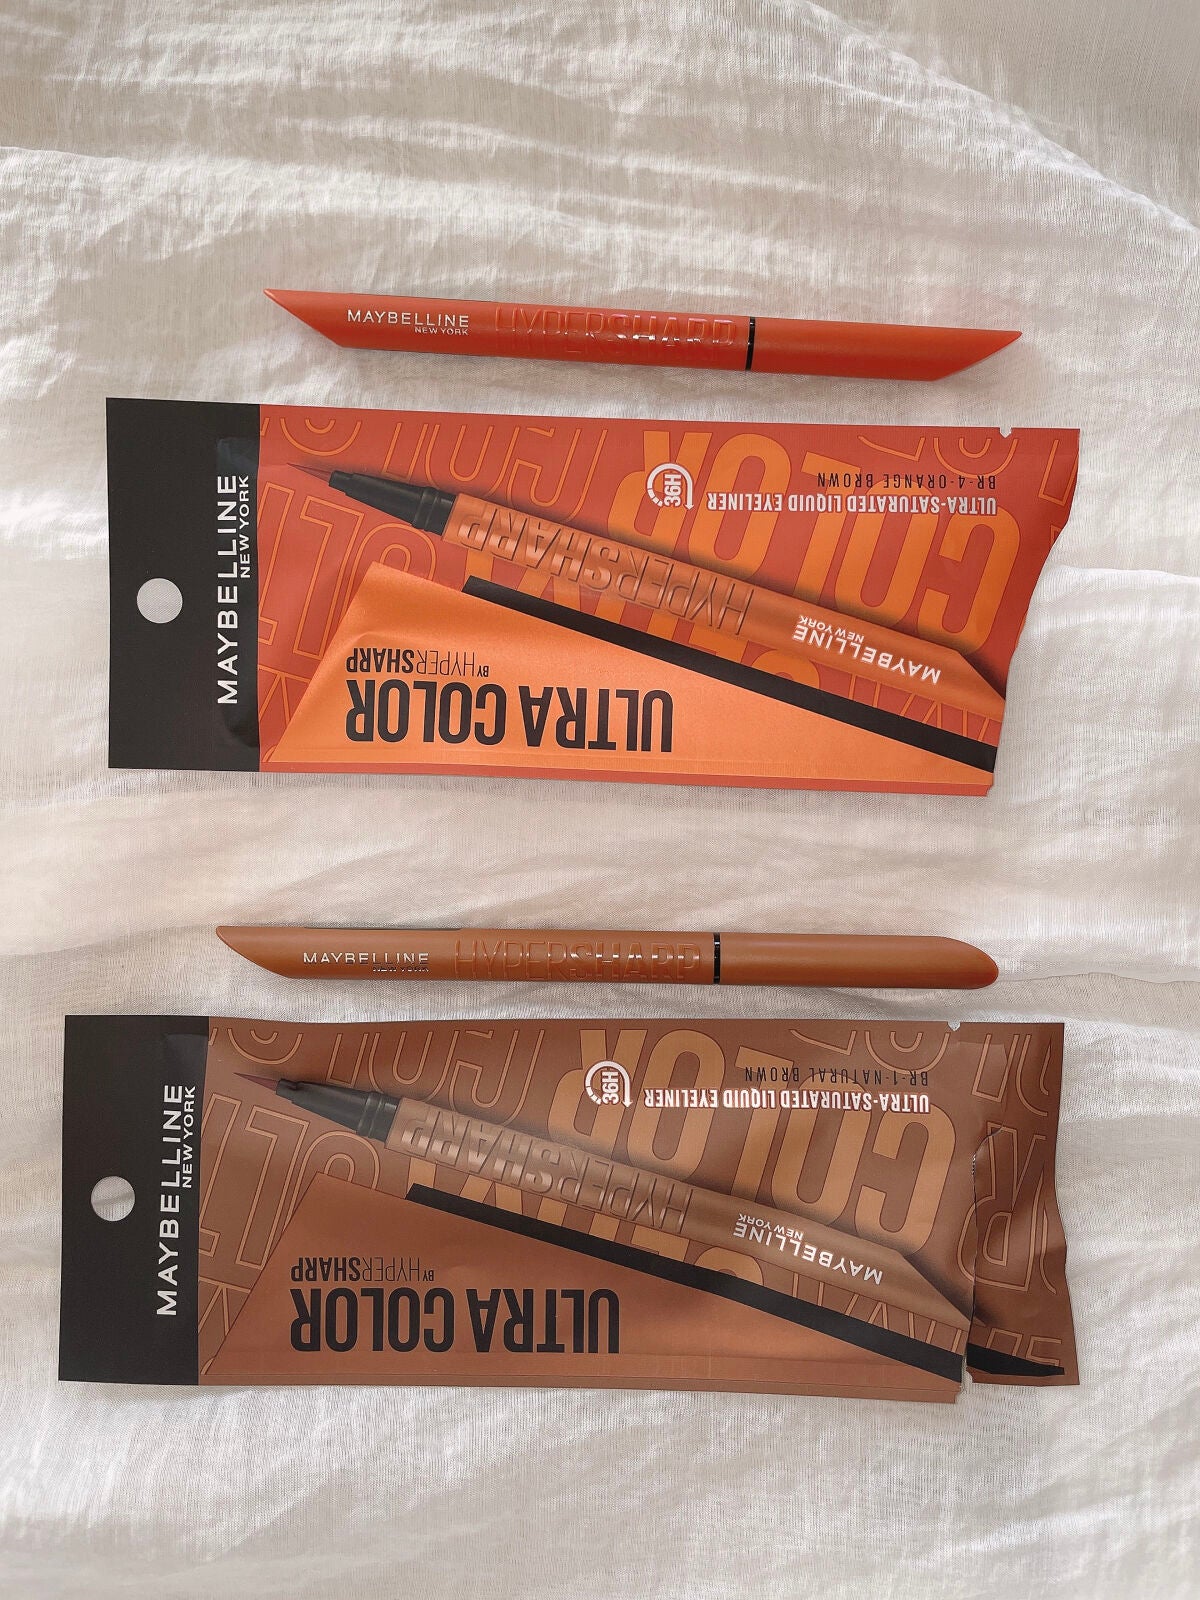 MAYBELLINE
NEW YORK
HYPERSHARP
MAYBELLINE
NEW YORK
COLOR
BR-4-ORANGE BROWN
ULTRA-SATURATED LIQUID EYELINER
36H
HYPERSHARP
MAYBELLINE
NEW YORK
ULTRA COLOR
BY HYPERSHARP
MAYBELLINE
NEW YORK
HYPERSHARP
MAYBELLINE
NEW YORK
COLOR
BR-1-NATURAL BROWN
ULTRA-SATURATED LIQUID EYELINER
36H
HYPERSHARP
MAYBELLINE
NEW YORK
ULTRA COLOR
BY HYPERSHARP